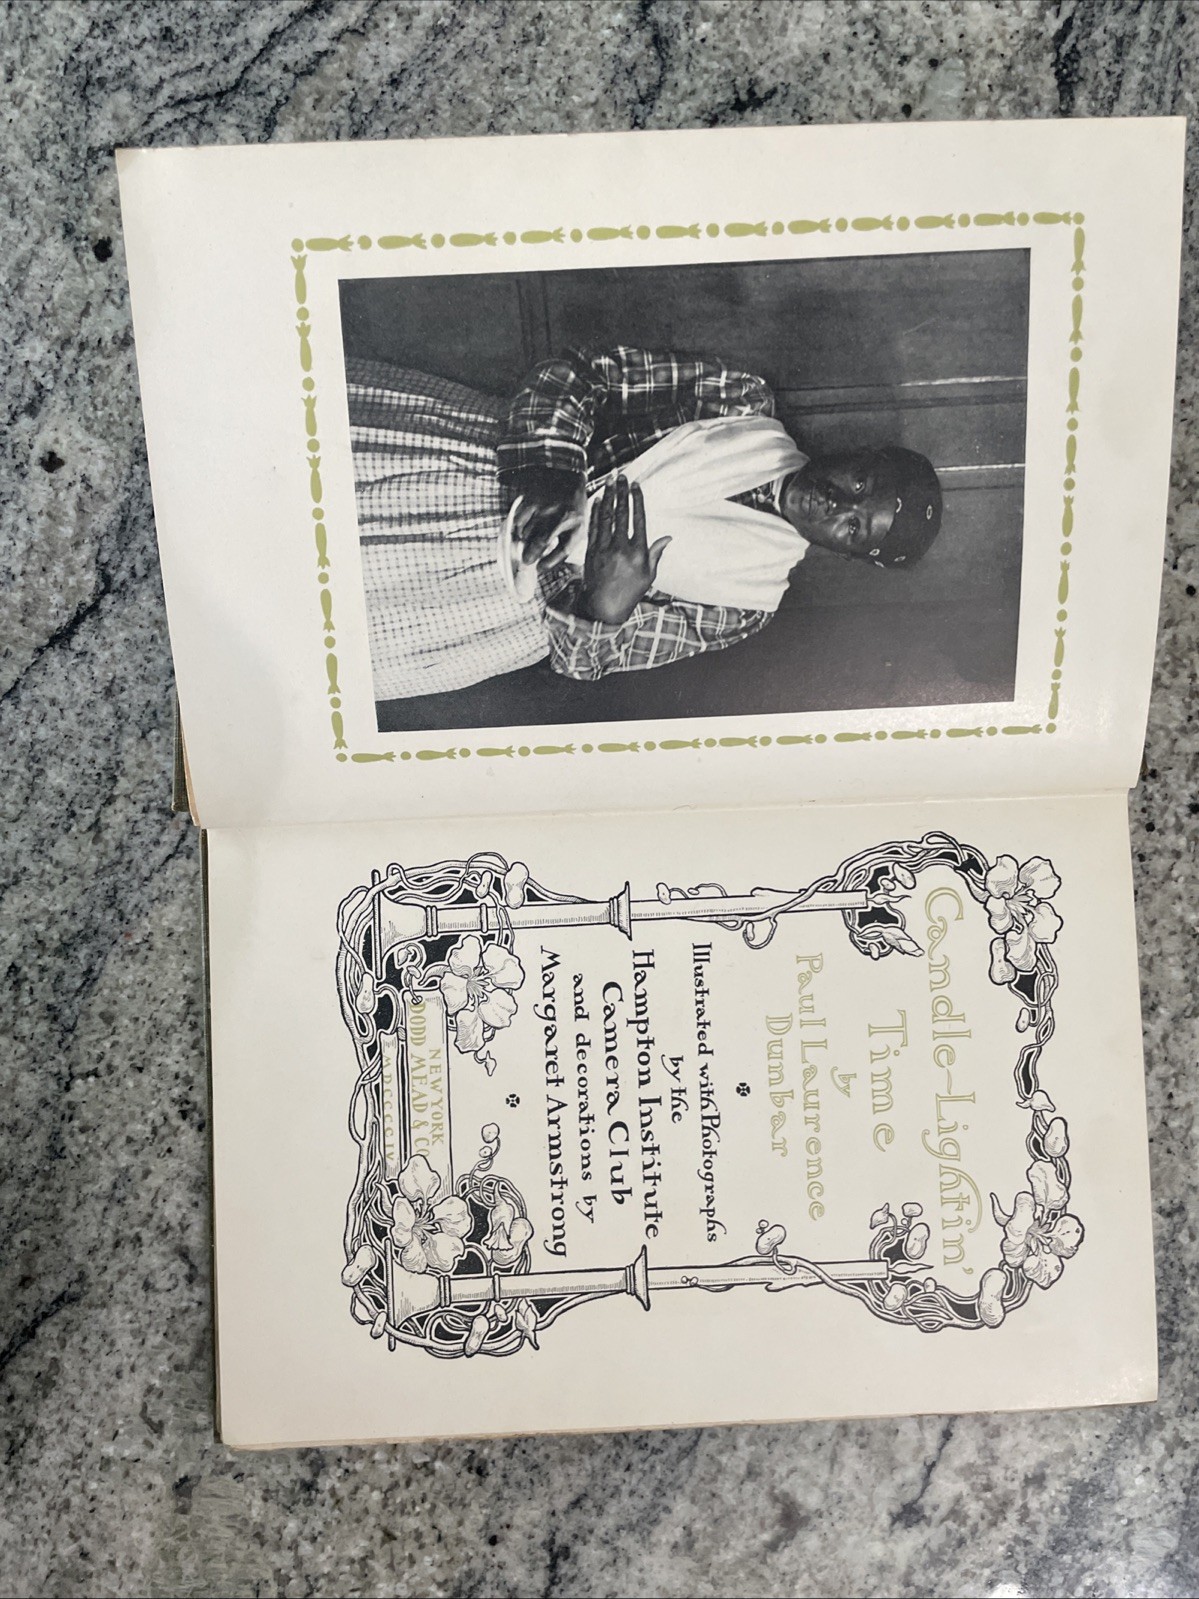 Candle-Lightin'
Time
by
Paul Laurence
Dunbar
Illustrated with Photographs
by the
Hampton Institute
Camera Club
and decorations by
Margaret Armstrong
NEW YORK
DODD MEAD & CO
MDCCCCIV